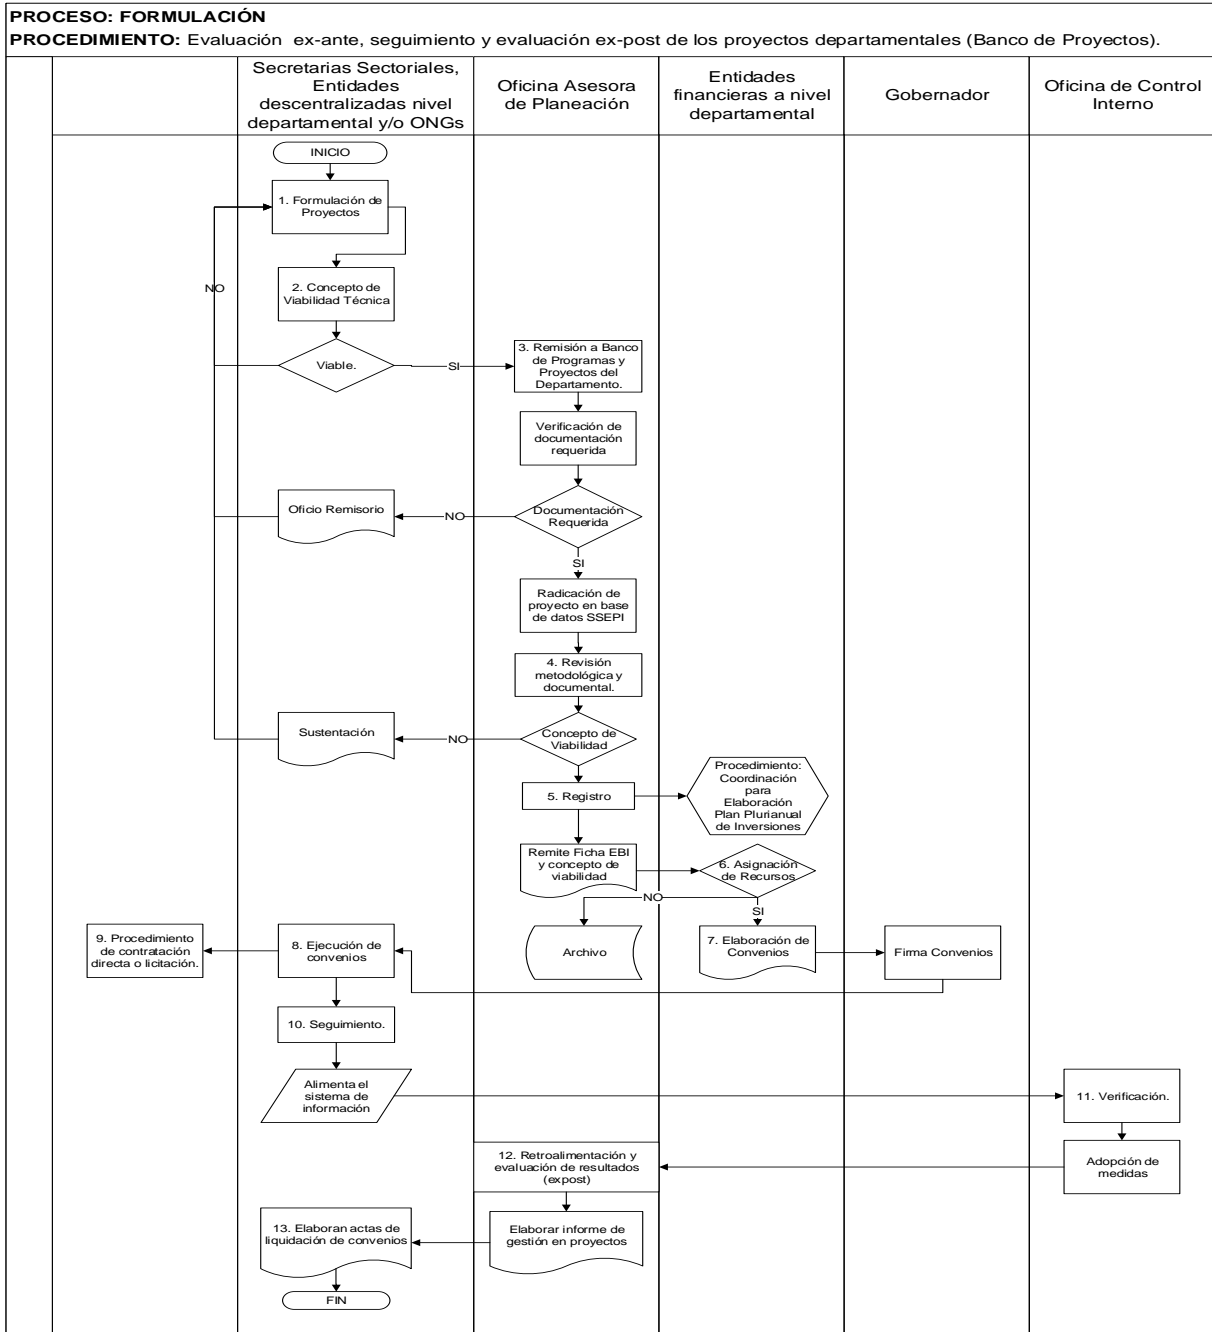 PROCESO: FORMULACIÓN
PROCEDIMIENTO: Evaluación ex-ante, seguimiento y evaluación ex-post de los proyectos departamentales (Banco de Proyectos).
Secretarias Sectoriales,
Entidades
descentralizadas nivel
departamental y/o ONGs
Oficina Asesora
de Planeación
Entidades
financieras a nivel
departamental
Gobernador
Oficina de Control
Interno
INICIO
1. Formulación de
Proyectos
NO
2. Concepto de
Viabilidad Técnica
Viable.
SI
3. Remisión a Banco
de Programas y
Proyectos del
Departamento.
Verificación de
documentación
requerida
Oficio Remisorio
NO
Documentación
Requerida
SI
Radicación de
proyecto en base
de datos SSEPI
4. Revisión
metodológica y
documental.
Sustentación
NO
Concepto de
Viabilidad
5. Registro
Procedimiento:
Coordinación
para
Elaboración
Plan Plurianual
de Inversiones
Remite Ficha EBI
y concepto de
viabilidad
6. Asignación
de Recursos
NO
SI
9. Procedimiento
de contratación
directa o licitación.
8. Ejecución de
convenios
Archivo
7. Elaboración de
Convenios
Firma Convenios
10. Seguimiento.
Alimenta el
sistema de
información
11. Verificación.
12. Retroalimentación y
evaluación de resultados
(expost)
Adopción de
medidas
13. Elaboran actas de
liquidación de convenios
Elaborar informe de
gestión en proyectos
FIN